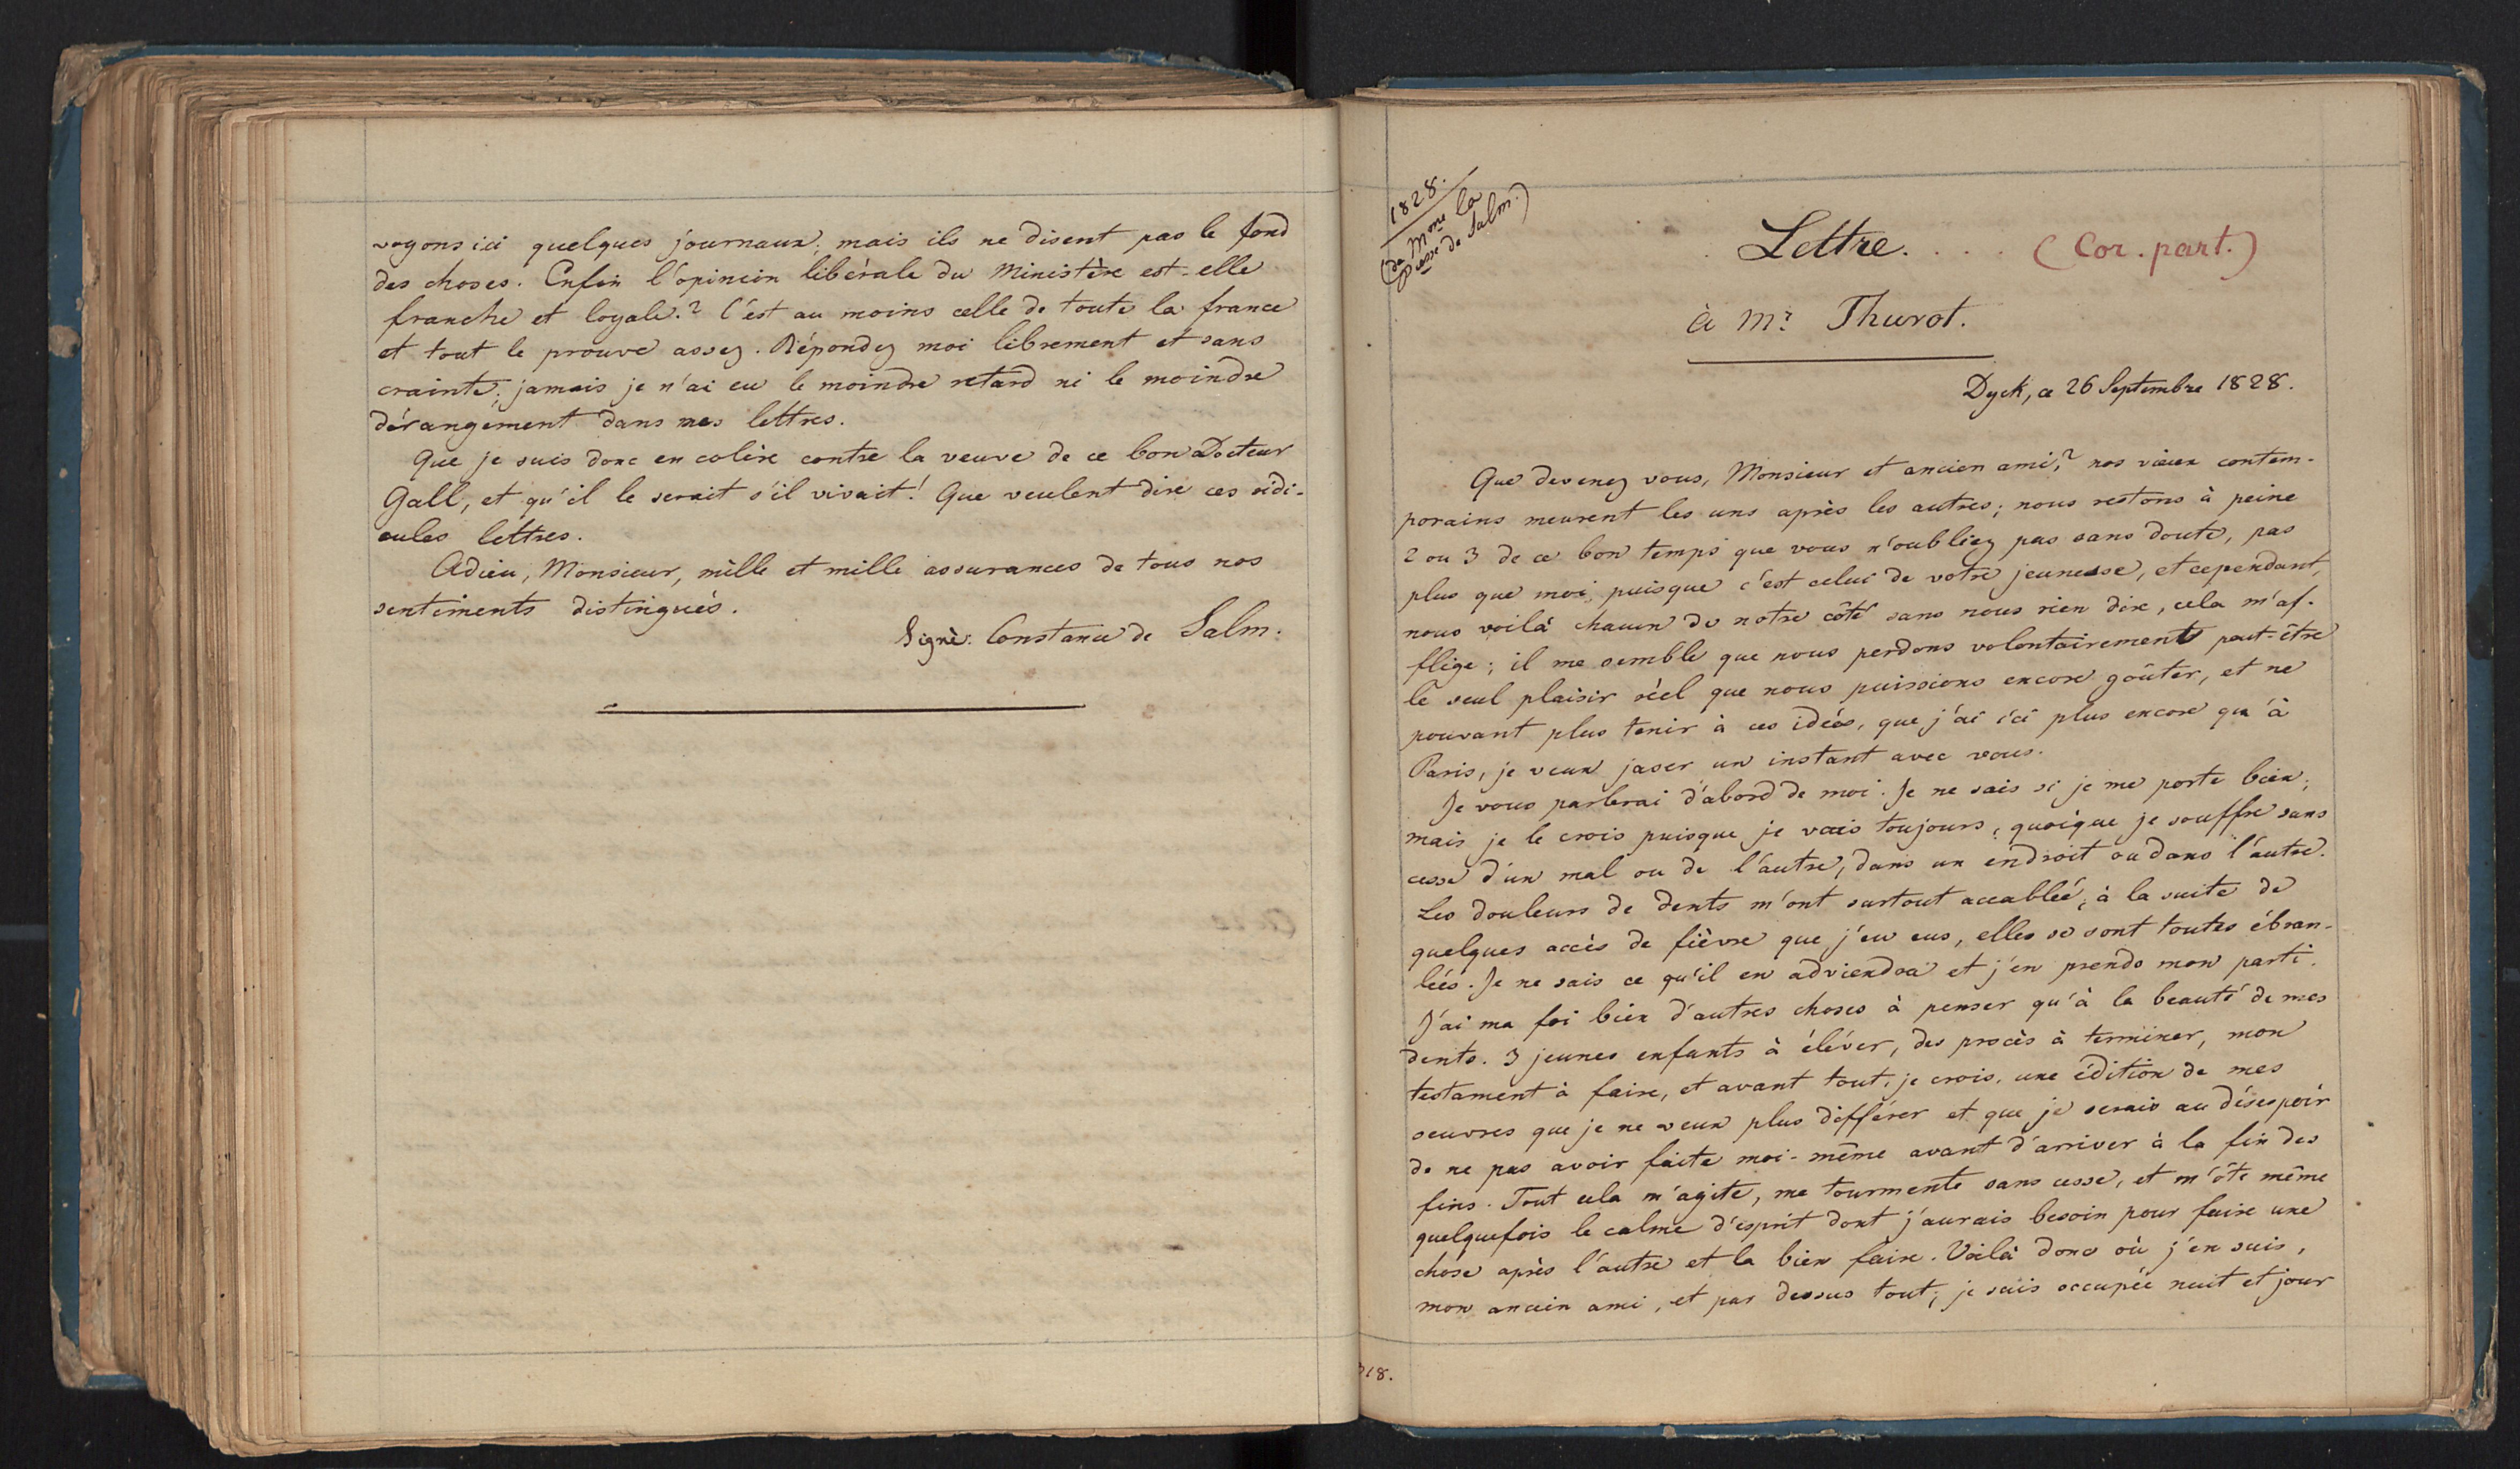 voyons ici quelques journaux; mais ils ne disent pas le fond
des choses. Enfin l'opinion libérale du Ministère est-elle
franche et loyale? C'est au moins celle de toute la france
et tout le prouve assez. Répondez moi librement et sans
crainte; jamais je n'ai eu le moindre retard ni le moindre
dérangement dans mes lettres.
Que je suis donc en colère contre la veuve de ce bon Docteur
Gall, et qu'il le serait s'il vivait! Que veulent dire ces ridi-
cules lettres.
Adieu, Monsieur, mille et mille assurances de tous nos
sentiments distingués.
Signé: Constance de Salm.
1828.
(de Mme la
Pcesse de Salm.)
Lettre.... (Cor. part.)
à Mr Thurot.
Dyck, ce 26 Septembre 1828.
Que devenez vous, Monsieur et ancien ami,? nos vieux contem-
porains meurent les uns après les autres; nous restons à peine
2 ou 3 de ce bon temps que vous n'oubliez pas sans doute, pas
plus que moi, puisque c'est celui de votre jeunesse, et cependant,
nous voilà chacun de notre côté sans nous rien dire, cela m'af-
flige; il me semble que nous perdons volontairement peut-être
le seul plaisir réel que nous puissions encore goûter, et ne
pouvant plus tenir à ces idées, que j'ai ici plus encore qu'à
Paris, je veux jaser un instant avec vous.
Je vous parlerai d'abord de moi. Je ne sais si je me porte bien;
mais je le crois puisque je vais toujours, quoique je souffre sans
cesse d'un mal ou de l'autre, dans un endroit ou dans l'autre.
Les douleurs de dents m'ont surtout accablée, à la suite de
quelques accès de fièvre que j'eu eus, elles se sont toutes ébran-
lées. Je ne sais ce qu'il en adviendra et j'en prends mon parti.
J'ai ma foi bien d'autres choses à penser qu'à la beauté de mes
dents. 3 jeunes enfants à éléver, des procès à terminer, mon
testament à faire, et avant tout, je crois, une édition de mes
oeuvres que je ne veux plus différer et que je serais au désespoir
de ne pas avoir faite moi-même avant d'arriver à la fin des
fins. Tout cela m'agite, me tourmente sans cesse, et m'ôte même
quelquefois le calme d'esprit dont j'aurais besoin pour faire une
chose après l'autre et la bien faire. Voilà donc où j'en suis,
mon ancien ami, et par dessus tout, je suis occupée nuit et jour
318.